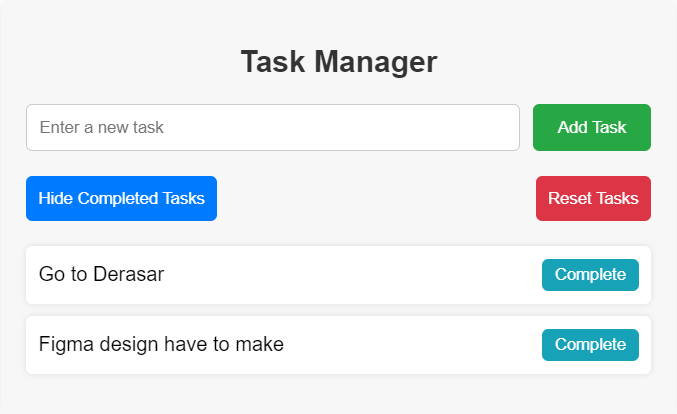 Task Manager
Enter a new task
Add Task
Hide Completed Tasks
Reset Tasks
Go to Derasar
Complete
Figma design have to make
Complete